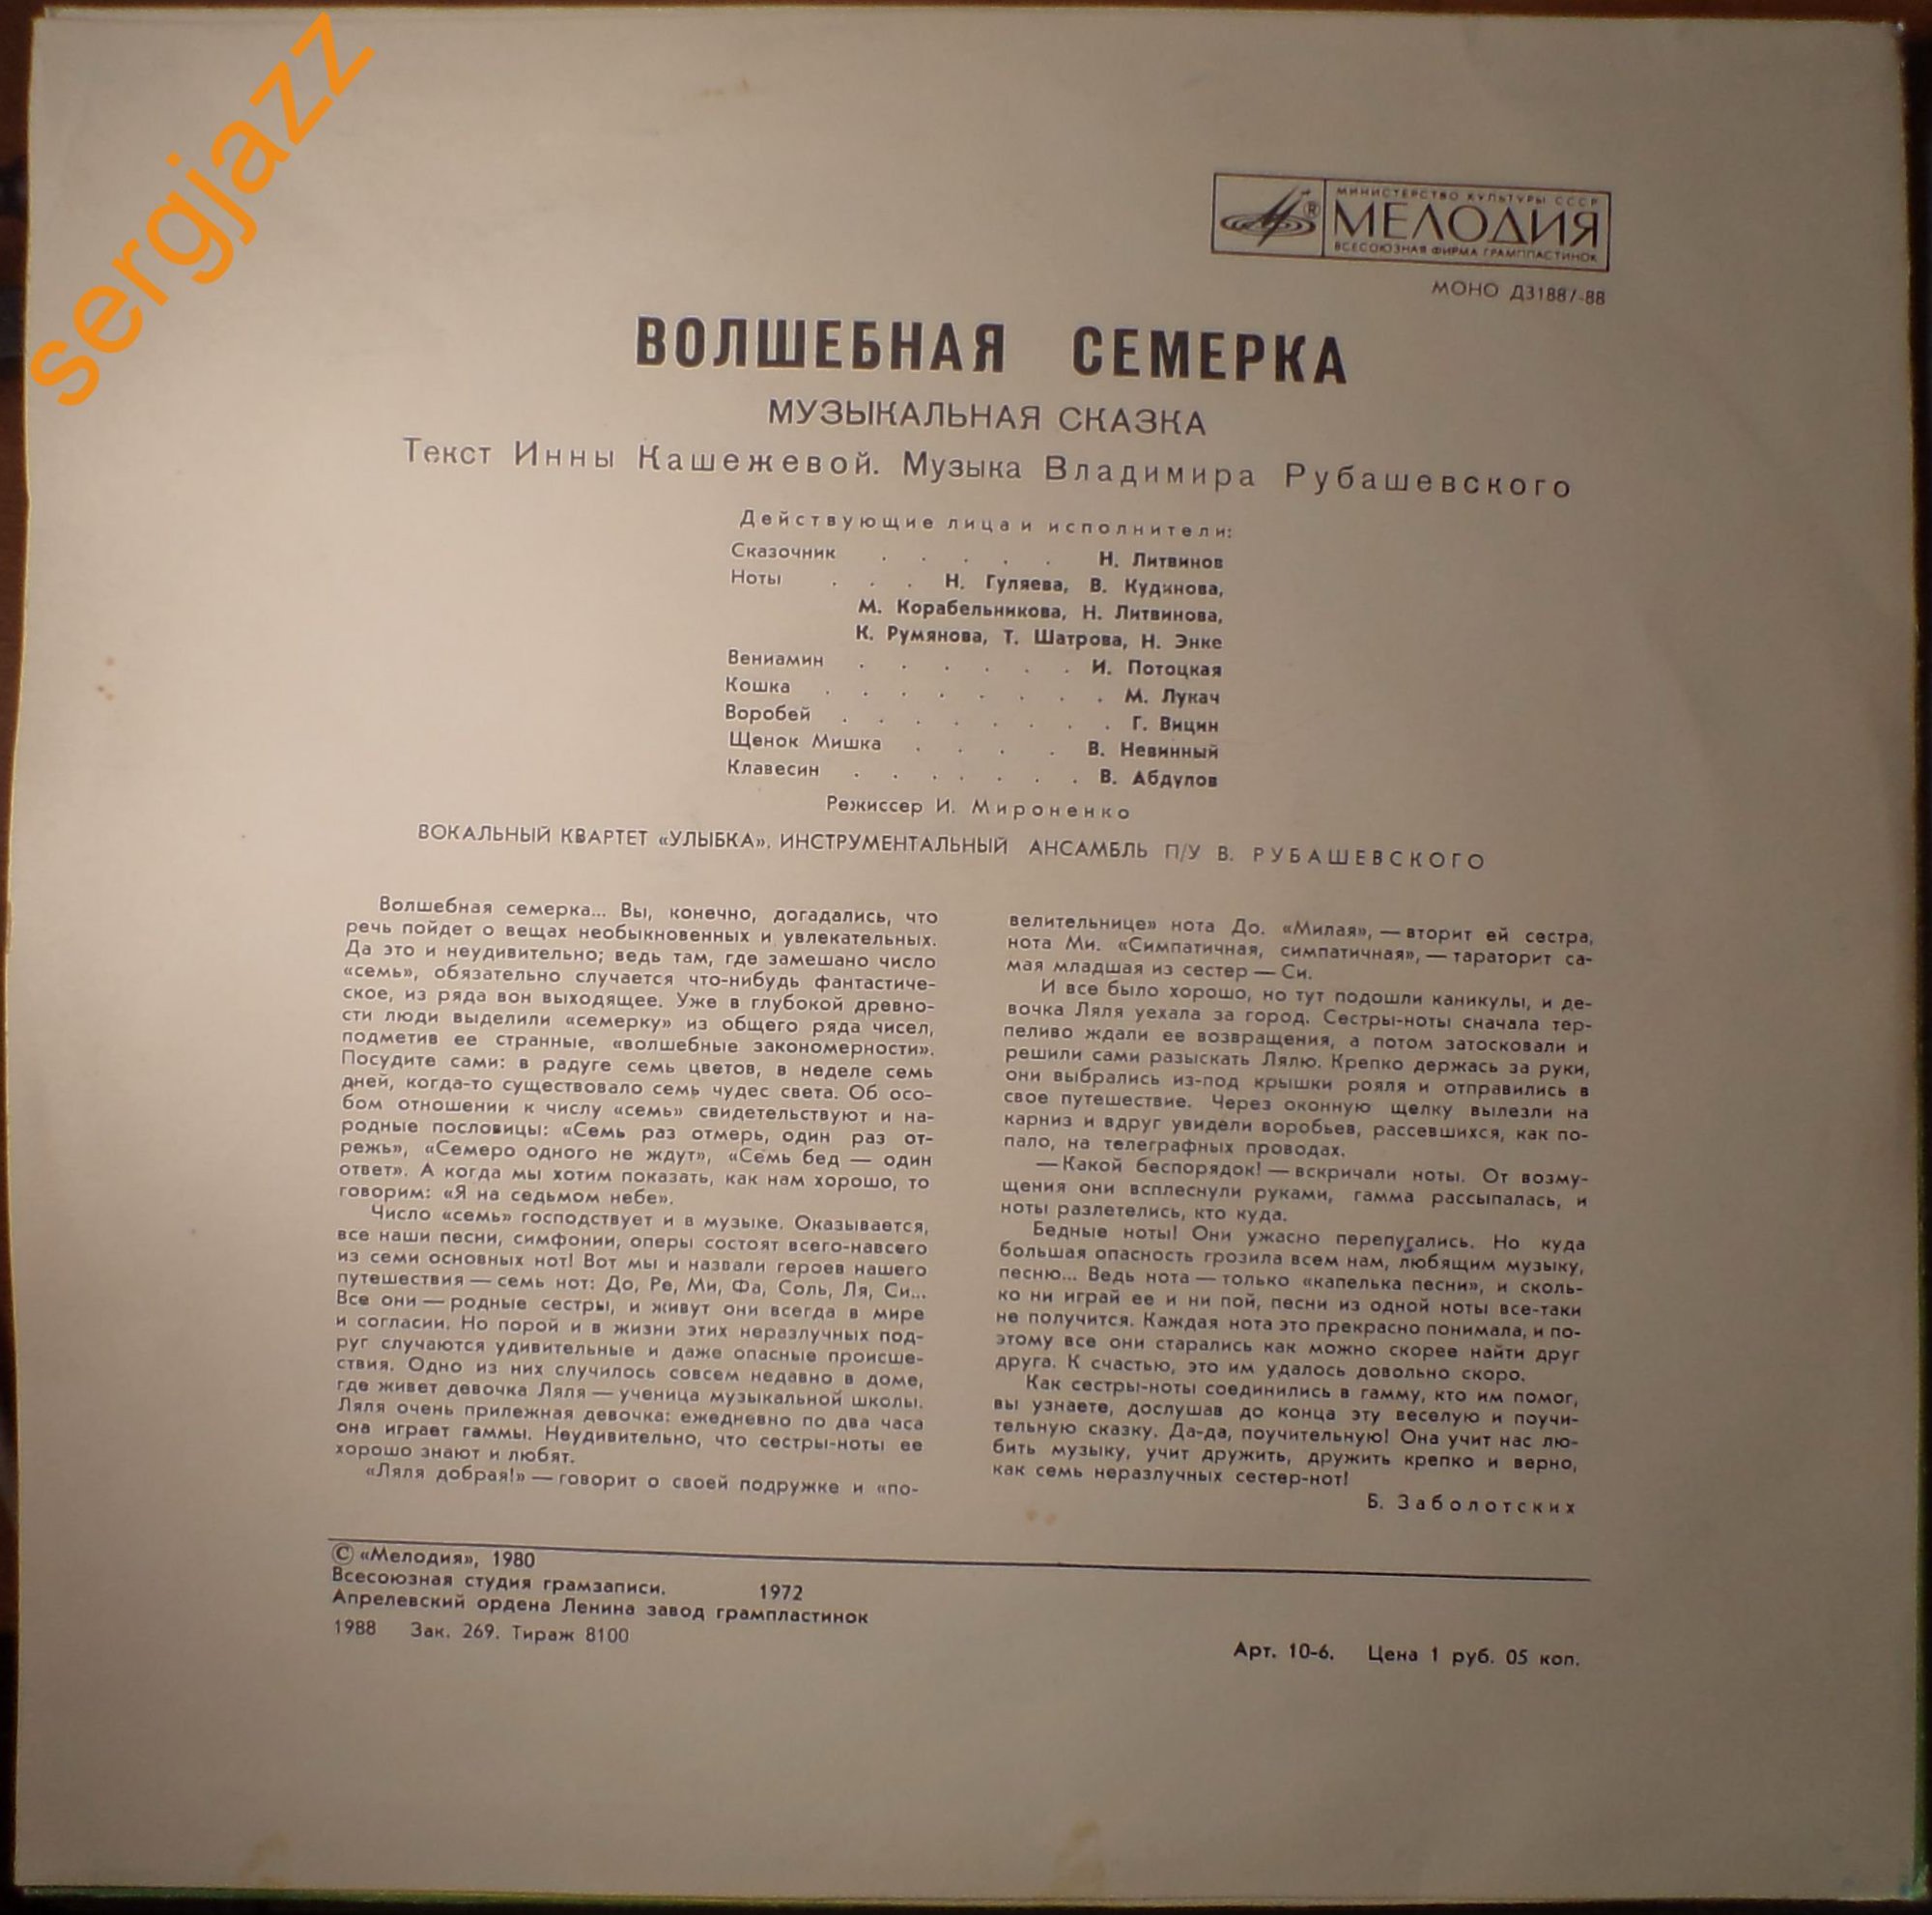 sergjazz
МИНИСТЕРСТВО КУЛЬТУРЫ СССР
МЕЛОДИЯ
ВСЕСОЮЗНАЯ ФИРМА ГРАМПЛАСТИНОК
МОНО Д31887-88
ВОЛШЕБНАЯ СЕМЕРКА
МУЗЫКАЛЬНАЯ СКАЗКА
Текст Инны Кашежевой. Музыка Владимира Рубашевского
Действующие лица и исполнители:
Сказочник . . . . . Н. Литвинов
Ноты . . . Н. Гуляева, В. Кудинова,
М. Корабельникова, Н. Литвинова,
К. Румянова, Т. Шатрова, Н. Энке
Вениамин . . . . . . И. Потоцкая
Кошка . . . . . . . . М. Лукач
Воробей . . . . . . . . Г. Вицин
Щенок Мишка . . . . В. Невинный
Клавесин . . . . . . . В. Абдулов
Режиссер И. Мироненко
ВОКАЛЬНЫЙ КВАРТЕТ «УЛЫБКА», ИНСТРУМЕНТАЛЬНЫЙ АНСАМБЛЬ П/У В. РУБАШЕВСКОГО
Волшебная семерка... Вы, конечно, догадались, что
речь пойдет о вещах необыкновенных и увлекательных.
Да это и неудивительно; ведь там, где замешано число
«семь», обязательно случается что-нибудь фантастиче-
ское, из ряда вон выходящее. Уже в глубокой древно-
сти люди выделили «семерку» из общего ряда чисел,
подметив ее странные, «волшебные закономерности».
Посудите сами: в радуге семь цветов, в неделе семь
дней, когда-то существовало семь чудес света. Об осо-
бом отношении к числу «семь» свидетельствуют и на-
родные пословицы: «Семь раз отмерь, один раз от-
режь», «Семеро одного не ждут», «Семь бед — один
ответ». А когда мы хотим показать, как нам хорошо, то
говорим: «Я на седьмом небе».
Число «семь» господствует и в музыке. Оказывается,
все наши песни, симфонии, оперы состоят всего-навсего
из семи основных нот! Вот мы и назвали героев нашего
путешествия — семь нот: До, Ре, Ми, Фа, Соль, Ля, Си...
Все они — родные сестры, и живут они всегда в мире
и согласии. Но порой и в жизни этих неразлучных под-
руг случаются удивительные и даже опасные происше-
ствия. Одно из них случилось совсем недавно в доме,
где живет девочка Ляля — ученица музыкальной школы.
Ляля очень прилежная девочка: ежедневно по два часа
она играет гаммы. Неудивительно, что сестры-ноты ее
хорошо знают и любят.
«Ляля добрая!» — говорит о своей подружке и «по-
велительнице» нота До. «Милая», — вторит ей сестра,
нота Ми. «Симпатичная, симпатичная», — тараторит са-
мая младшая из сестер — Си.
И все было хорошо, но тут подошли каникулы, и де-
вочка Ляля уехала за город. Сестры-ноты сначала тер-
пеливо ждали ее возвращения, а потом затосковали и
решили сами разыскать Лялю. Крепко держась за руки,
они выбрались из-под крышки рояля и отправились в
свое путешествие. Через оконную щелку вылезли на
карниз и вдруг увидели воробьев, рассевшихся, как по-
пало, на телеграфных проводах.
— Какой беспорядок! — вскричали ноты. От возму-
щения они всплеснули руками, гамма рассыпалась, и
ноты разлетелись, кто куда.
Бедные ноты! Они ужасно перепугались. Но куда
большая опасность грозила всем нам, любящим музыку,
песню... Ведь нота — только «капелька песни», и сколь-
ко ни играй ее и ни пой, песни из одной ноты все-таки
не получится. Каждая нота это прекрасно понимала, и по-
этому все они старались как можно скорее найти друг
друга. К счастью, это им удалось довольно скоро.
Как сестры-ноты соединились в гамму, кто им помог,
вы узнаете, дослушав до конца эту веселую и поучи-
тельную сказку. Да-да, поучительную! Она учит нас лю-
бить музыку, учит дружить, дружить крепко и верно,
как семь неразлучных сестер-нот!
Б. Заболотских
© «Мелодия», 1980
Всесоюзная студия грамзаписи. 1972
Апрелевский ордена Ленина завод грампластинок
1988 Зак. 269. Тираж 8100
Арт. 10-6. Цена 1 руб. 05 коп.